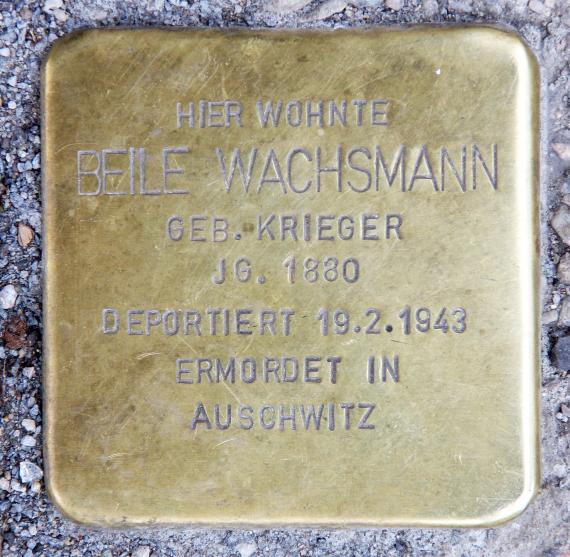 HIER WOHNTE
BEILE WACHSMANN
GEB. KRIEGER
JG. 1880
DEPORTIERT 19.2.1943
ERMORDET IN
AUSCHWITZ